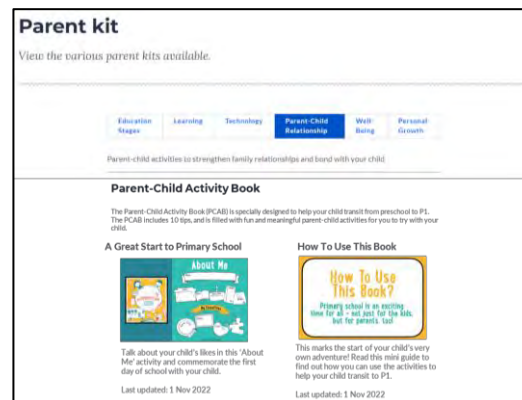 Parent kit
View the various parent kits available.
Education Stages
Learning
Technology
Parent-Child Relationship
Well-Being
Personal Growth
Parent-child activities to strengthen family relationships and bond with your child
Parent-Child Activity Book
The Parent-Child Activity Book (PCAB) is specially designed to help your child transit from preschool to P1.
The PCAB includes 10 tips, and is filled with fun and meaningful parent-child activities for you to try with your
child.
A Great Start to Primary School
About Me
Talk about your child's likes in this 'About
Me' activity and commemorate the first
day of school with your child.
Last updated: 1 Nov 2022
How To Use This Book
How To Use
This Book?
Primary school is an exciting
time for all - not just for the kids,
but for parents, too!
This marks the start of your child's very
own adventure! Read this mini guide to
find out how you can use the activities to
help your child transit to P1.
Last updated: 1 Nov 2022